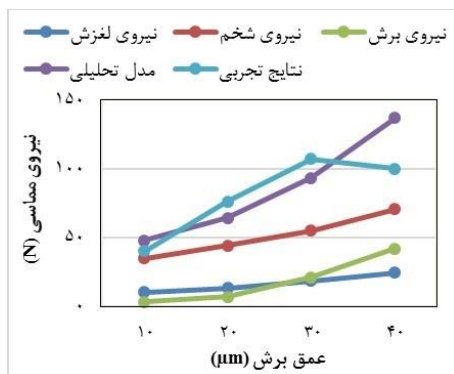 نیروی لغزش نیروی شخم نیروی برش
مدل تحلیلی نتایج تجربی
نیروی مماسی (N)
۱۵۰
۱۰۰
۵۰
۰
۱۰ ۲۰ ۳۰ ۴۰
عمق برش (µm)